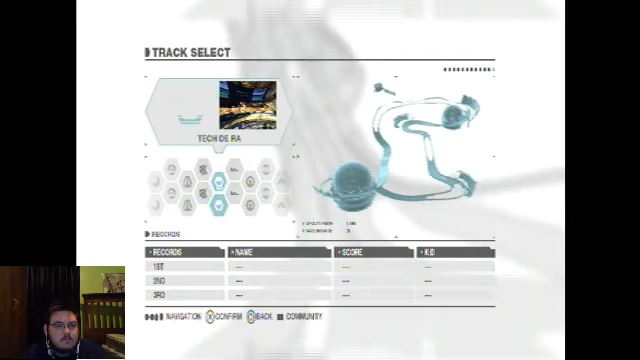 TRACK SELECT
TECH DE RA
RECORDS
RECORDS NAME SCORE K:D
1ST --- --- ---
2ND --- --- ---
3RD --- --- ---
NAVIGATION CONFIRM BACK COMMUNITY